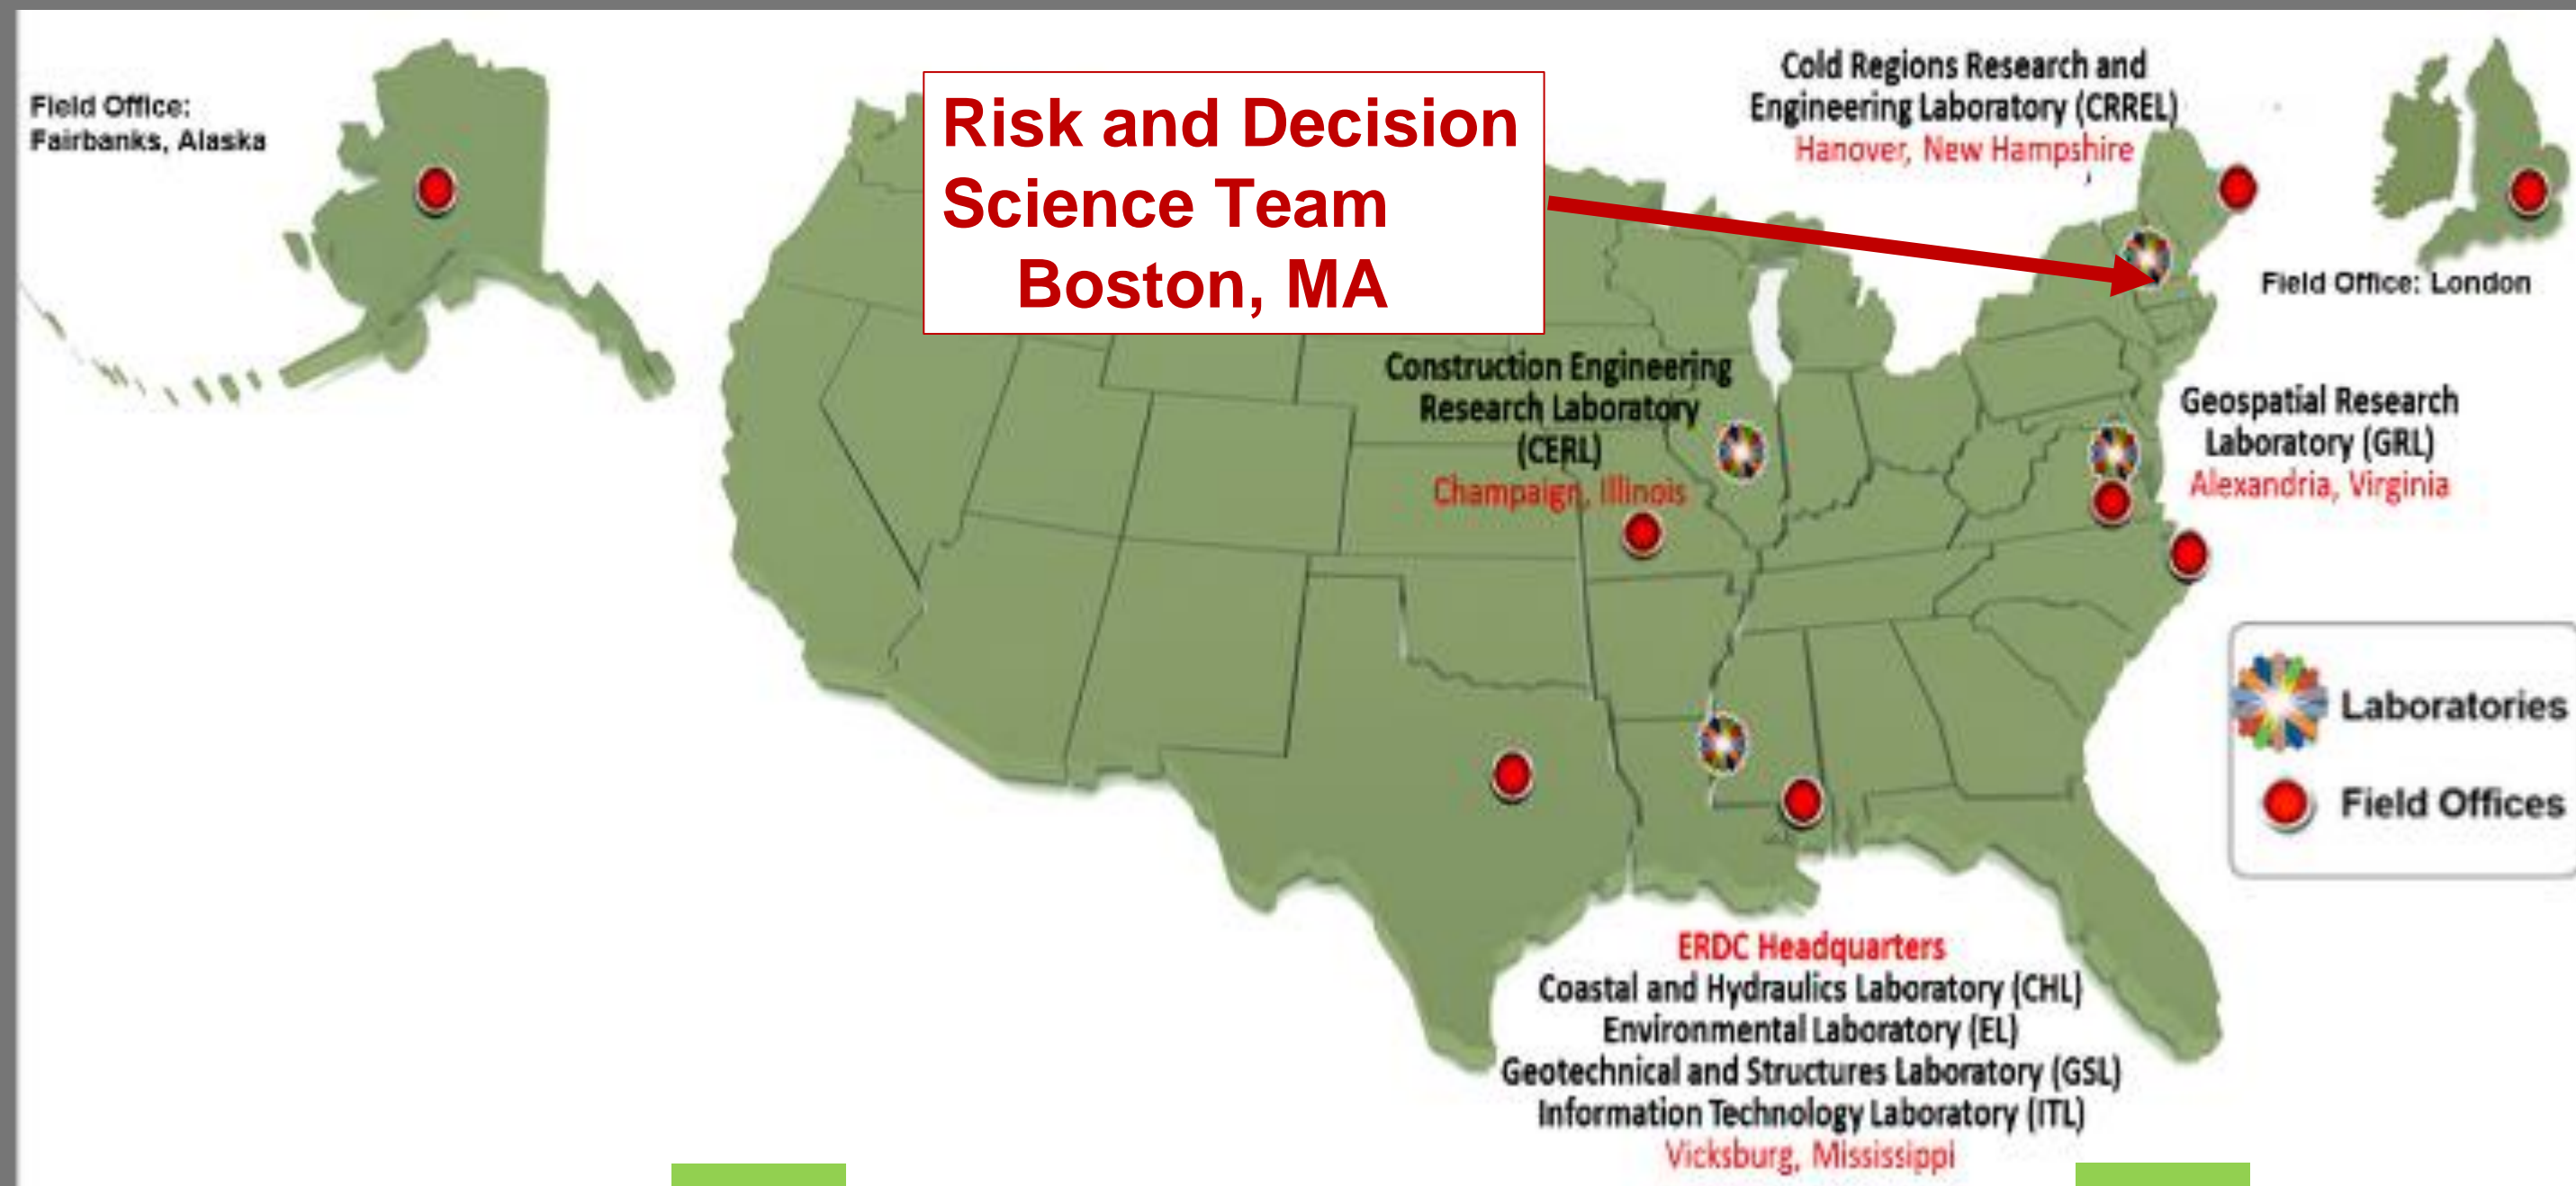 Field Office:
Fairbanks, Alaska
Risk and Decision
Science Team
Boston, MA
Cold Regions Research and
Engineering Laboratory (CRREL)
Hanover, New Hampshire
Field Office: London
Construction Engineering
Research Laboratory
(CERL)
Champaign, Illinois
Geospatial Research
Laboratory (GRL)
Alexandria, Virginia
Laboratories
Field Offices
ERDC Headquarters
Coastal and Hydraulics Laboratory (CHL)
Environmental Laboratory (EL)
Geotechnical and Structures Laboratory (GSL)
Information Technology Laboratory (ITL)
Vicksburg, Mississippi